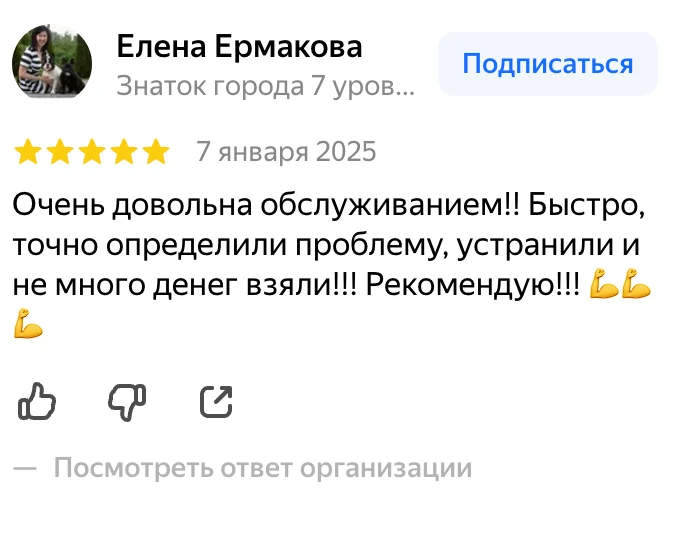 Елена Ермакова
Подписаться
Знаток города 7 уров...
7 января 2025
Очень довольна обслуживанием!! Быстро,
точно определили проблему, устранили и
не много денег взяли!!! Рекомендую!!! 💪💪
💪
— Посмотреть ответ организации